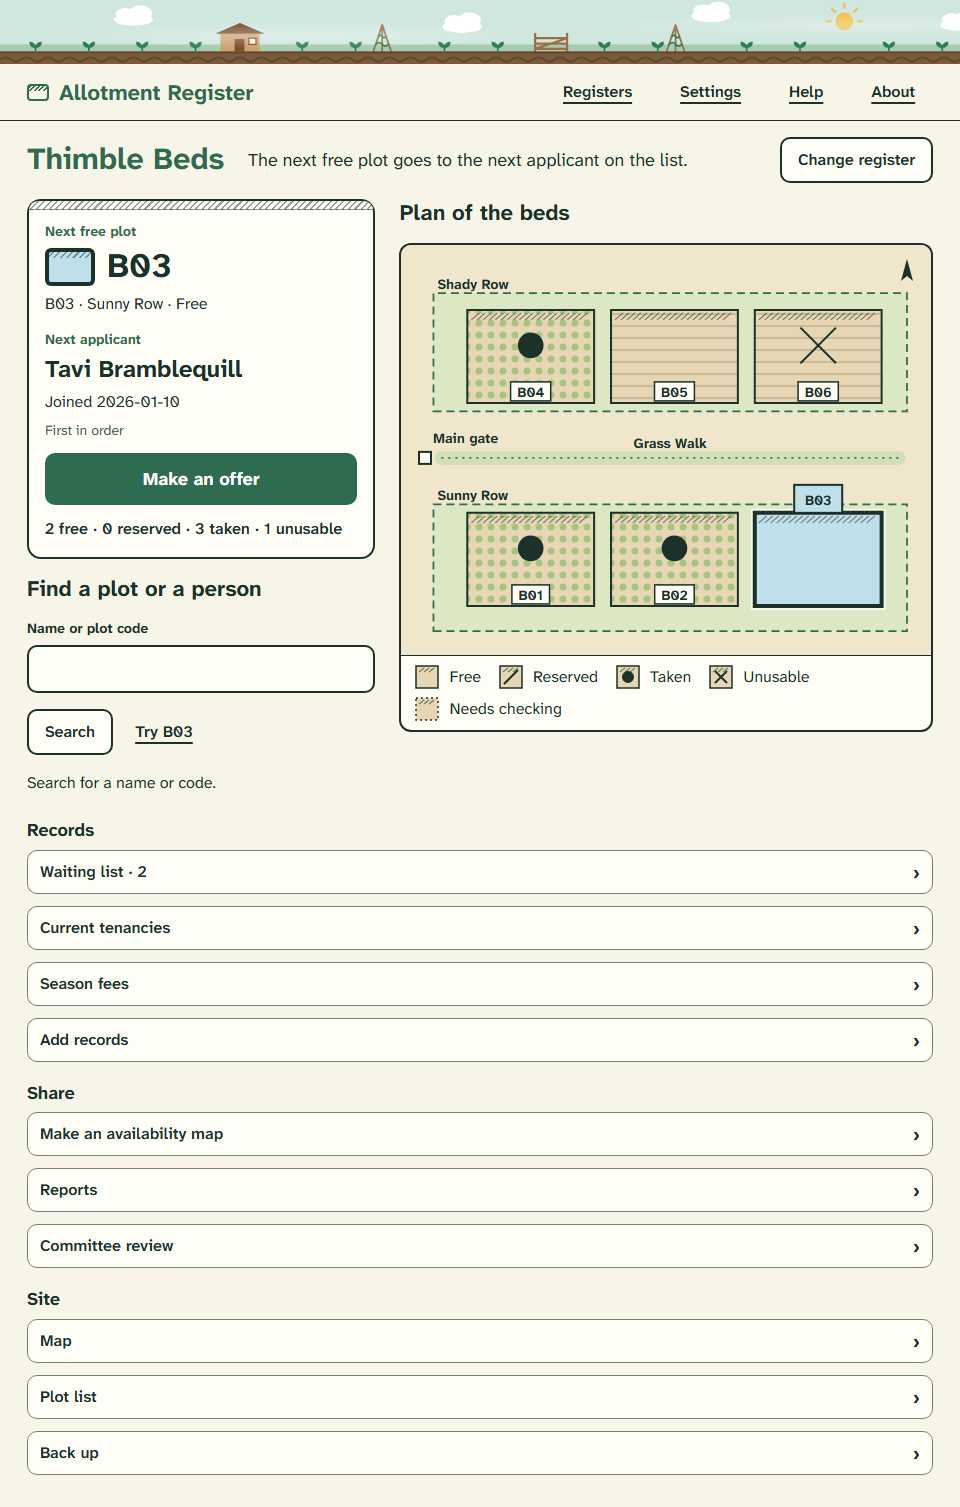 Allotment Register
Registers
Settings
Help
About
Thimble Beds
The next free plot goes to the next applicant on the list.
Change register
Next free plot
B03
B03 · Sunny Row · Free
Next applicant
Tavi Bramblequill
Joined 2026-01-10
First in order
Make an offer
2 free · 0 reserved · 3 taken · 1 unusable
Find a plot or a person
Name or plot code
Search
Try B03
Search for a name or code.
Plan of the beds
Shady Row
B04
B05
B06
Main gate
Grass Walk
Sunny Row
B03
B01
B02
Free
Reserved
Taken
Unusable
Needs checking
Records
Waiting list · 2
Current tenancies
Season fees
Add records
Share
Make an availability map
Reports
Committee review
Site
Map
Plot list
Back up